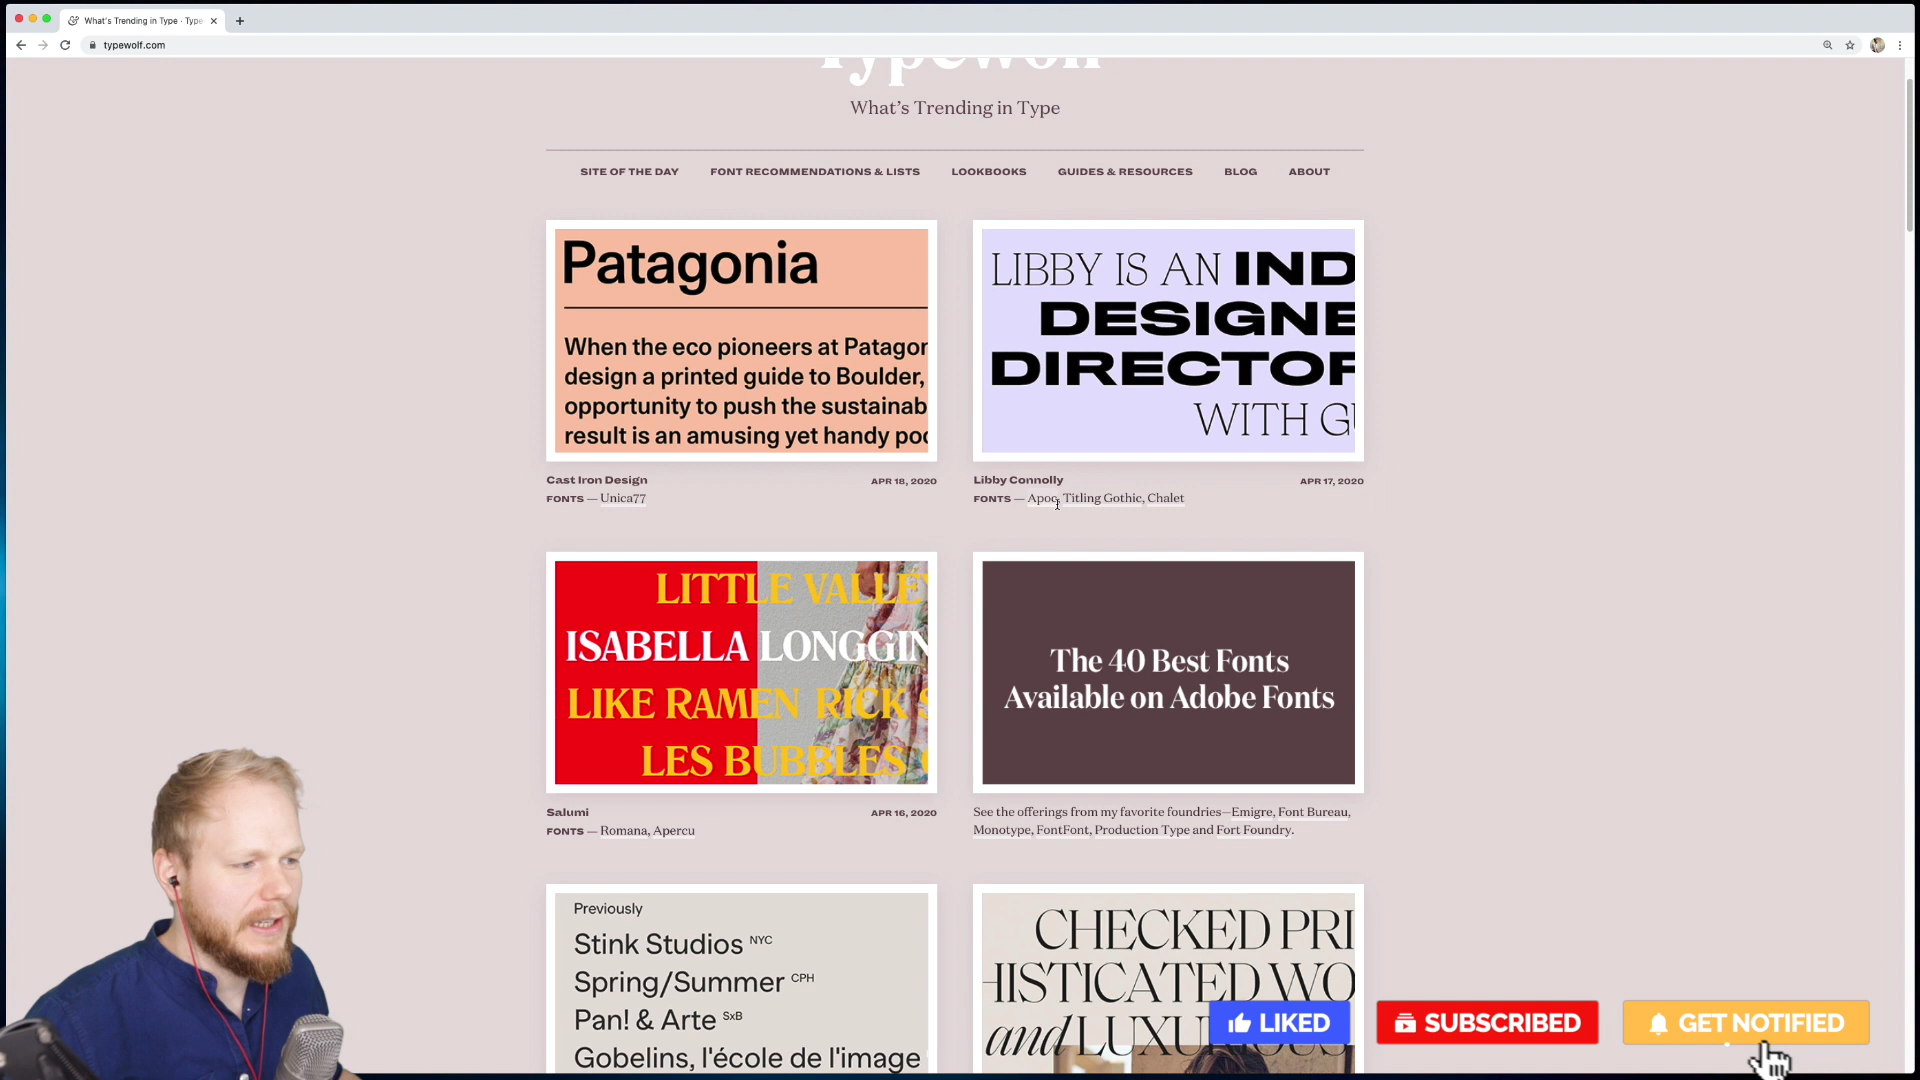 What's Trending in Type · Type
typewolf.com
Typewolf
What's Trending in Type
SITE OF THE DAY FONT RECOMMENDATIONS & LISTS LOOKBOOKS GUIDES & RESOURCES BLOG ABOUT
Patagonia
When the eco pioneers at Patagon
design a printed guide to Boulder,
opportunity to push the sustainab
result is an amusing yet handy poc
Cast Iron Design APR 18, 2020
FONTS — Unica77
LIBBY IS AN IND
DESIGNE
DIRECTOR
WITH GU
Libby Connolly APR 17, 2020
FONTS — Apoc, Titling Gothic, Chalet
LITTLE VALLEY
ISABELLA LONGGIN
LIKE RAMEN RICK S
LES BUBBLES
Salumi APR 16, 2020
FONTS — Romana, Apercu
The 40 Best Fonts
Available on Adobe Fonts
See the offerings from my favorite foundries—Emigre, Font Bureau,
Monotype, FontFont, Production Type and Fort Foundry.
Previously
Stink Studios NYC
Spring/Summer CPH
Pan! & Arte SxB
Gobelins, l'école de l'image
CHECKED PRI
HISTICATED WO
and LUXURIOUS
LIKED
SUBSCRIBED
GET NOTIFIED